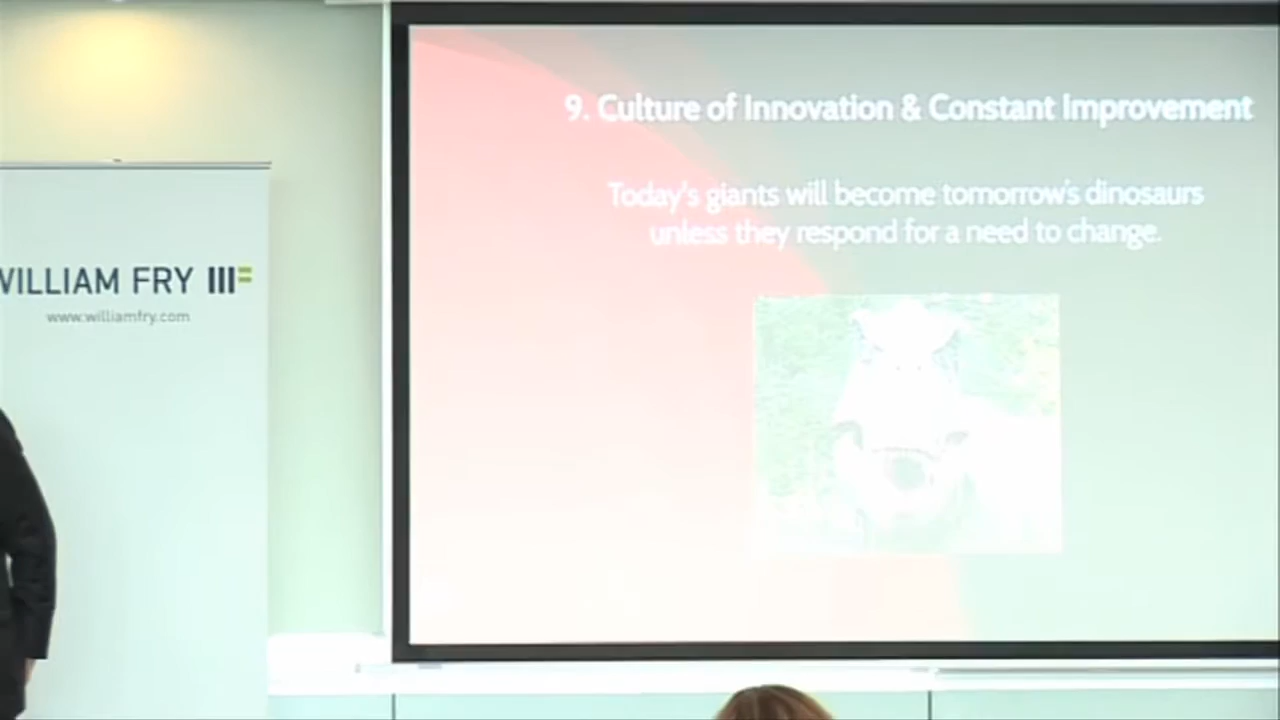 9. Culture of Innovation & Constant Improvement
Today's giants will become tomorrow's dinosaurs
unless they respond for a need to change.
WILLIAM FRY
www.williamfry.com